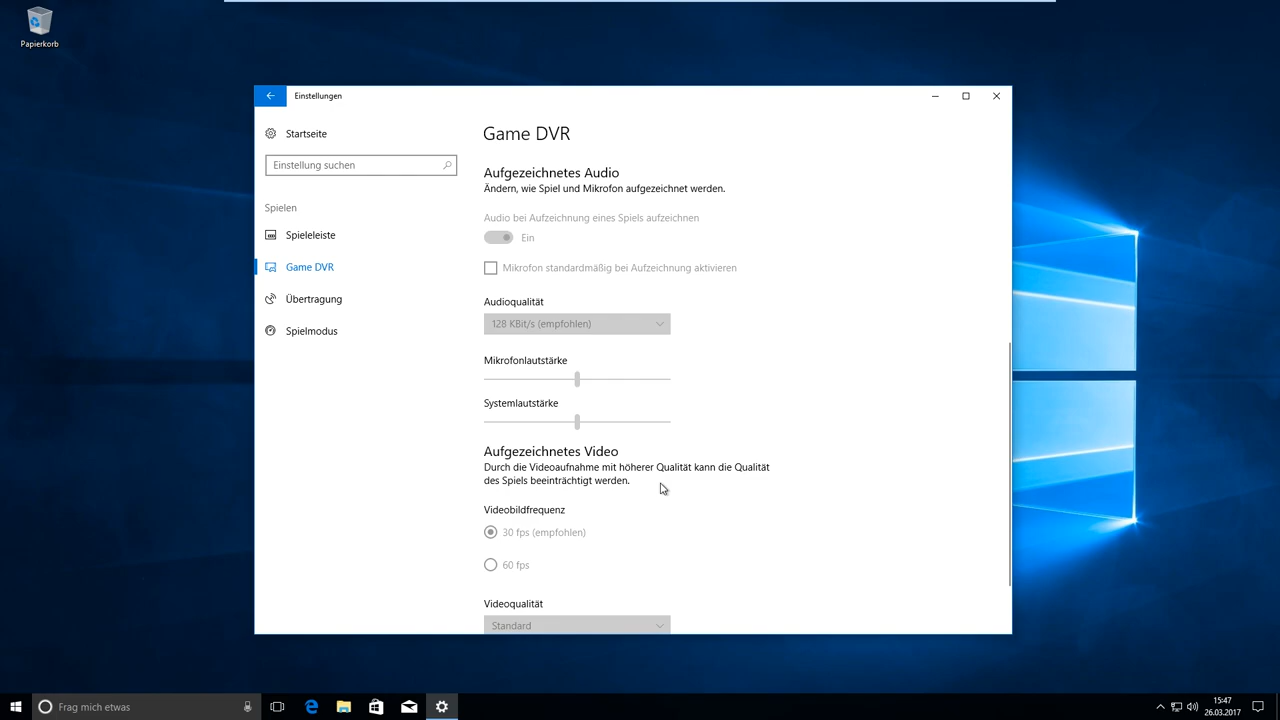 Papierkorb
Einstellungen
Startseite
Einstellung suchen
Spielen
Spieleleiste
Game DVR
Übertragung
Spielmodus
Game DVR
Aufgezeichnetes Audio
Ändern, wie Spiel und Mikrofon aufgezeichnet werden.
Audio bei Aufzeichnung eines Spiels aufzeichnen
Ein
Mikrofon standardmäßig bei Aufzeichnung aktivieren
Audioqualität
128 KBit/s (empfohlen)
Mikrofonlautstärke
Systemlautstärke
Aufgezeichnetes Video
Durch die Videoaufnahme mit höherer Qualität kann die Qualität
des Spiels beeinträchtigt werden.
Videobildfrequenz
30 fps (empfohlen)
60 fps
Videoqualität
Standard
Frag mich etwas
15:47
26.03.2017